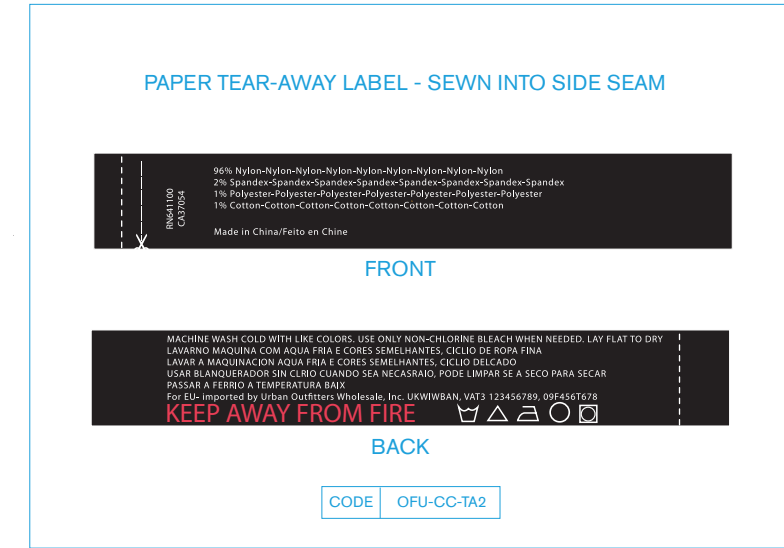 PAPER TEAR-AWAY LABEL - SEWN INTO SIDE SEAM
RN641100
CA37054
96% Nylon-Nylon-Nylon-Nylon-Nylon-Nylon-Nylon-Nylon-Nylon
2% Spandex-Spandex-Spandex-Spandex-Spandex-Spandex-Spandex-Spandex
1% Polyester-Polyester-Polyester-Polyester-Polyester-Polyester-Polyester
1% Cotton-Cotton-Cotton-Cotton-Cotton-Cotton-Cotton-Cotton
Made in China/Feito en Chine
FRONT
MACHINE WASH COLD WITH LIKE COLORS. USE ONLY NON-CHLORINE BLEACH WHEN NEEDED. LAY FLAT TO DRY
LAVARNO MAQUINA COM AQUA FRIA E CORES SEMELHANTES, CICLIO DE ROPA FINA
LAVAR A MAQUINACION AQUA FRIA E CORES SEMELHANTES, CICLIO DELCADO
USAR BLANQUERADOR SIN CLRIO CUANDO SEA NECASRAIO, PODE LIMPAR SE A SECO PARA SECAR
PASSAR A FERRIO A TEMPERATURA BAIX
For EU- imported by Urban Outfitters Wholesale, Inc. UKWIWBAN, VAT3 123456789, 09F456T678
KEEP AWAY FROM FIRE
BACK
CODE OFU-CC-TA2